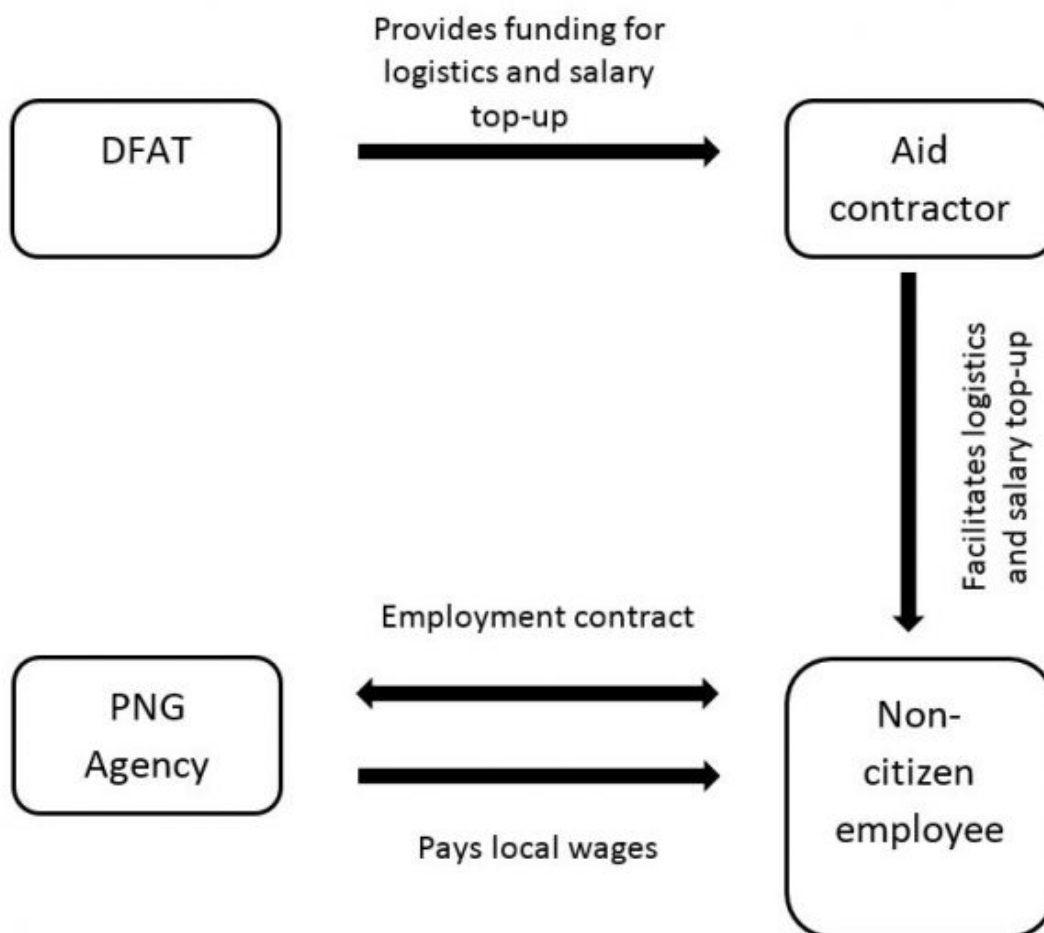 Provides funding for
logistics and salary
top-up
DFAT
Aid
contractor
Facilitates logistics
and salary top-up
Employment contract
PNG
Agency
Non-
citizen
employee
Pays local wages